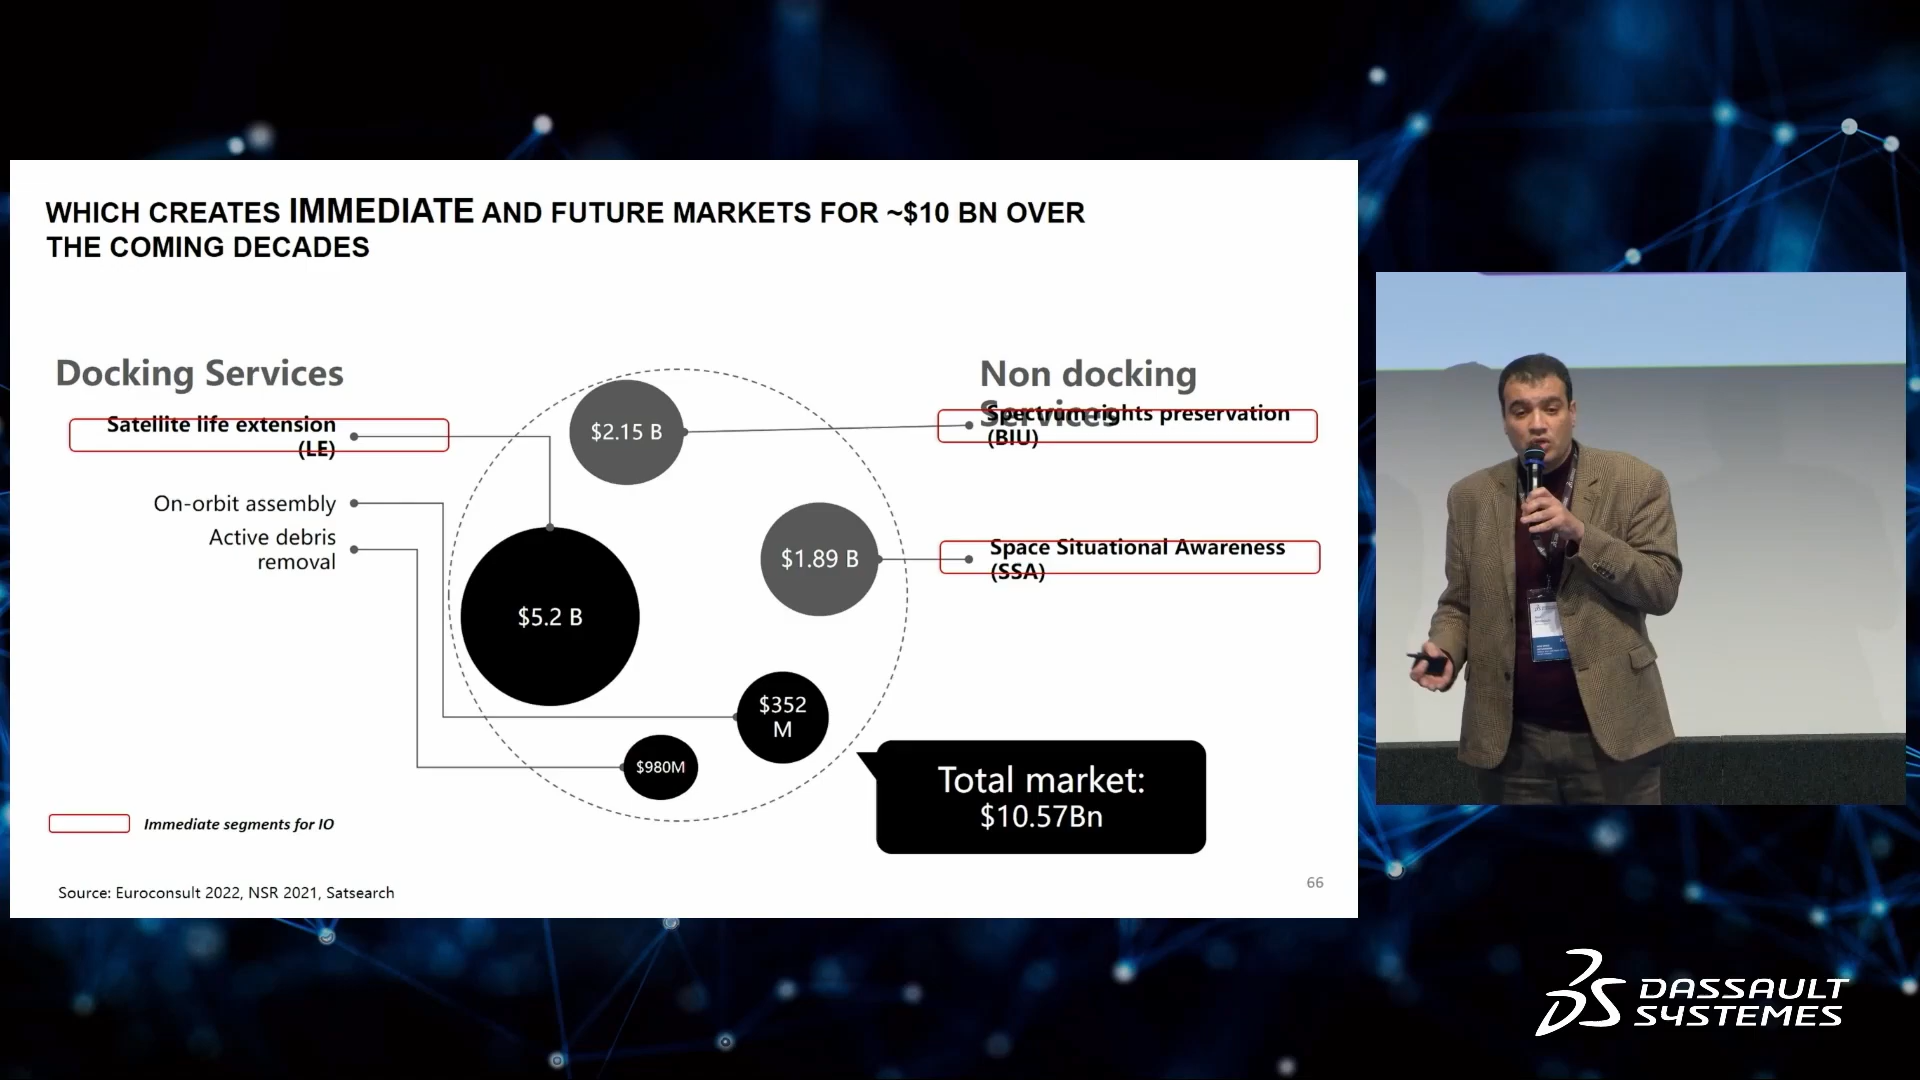 WHICH CREATES IMMEDIATE AND FUTURE MARKETS FOR ~$10 BN OVER
THE COMING DECADES
Docking Services
Satellite life extension
(LE)
On-orbit assembly
Active debris
removal
$2.15 B
$1.89 B
$5.2 B
$352
M
$980M
Non docking
Services
Spectrum rights preservation
(BIU)
Space Situational Awareness
(SSA)
Total market:
$10.57Bn
Immediate segments for IO
Source: Euroconsult 2022, NSR 2021, Satsearch
66
3DS DASSAULT
SYSTEMES